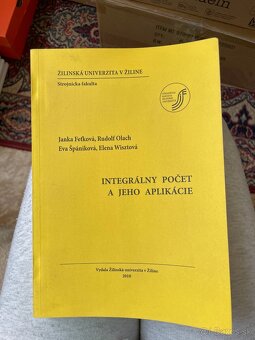 ŽILINSKÁ UNIVERZITA V ŽILINE
Strojnícka fakulta
Janka Fefková, Rudolf Olach
Eva Špániková, Elena Wisztová
INTEGRÁLNY POČET
A JEHO APLIKÁCIE
Vydala Žilinská univerzita v Žiline
2010